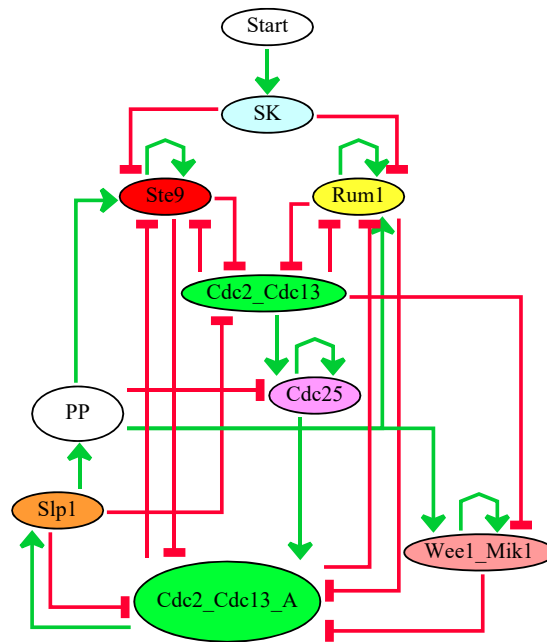 Start
SK
Ste9
Rum1
Cdc2_Cdc13
Cdc25
PP
Slp1
Wee1_Mik1
Cdc2_Cdc13_A